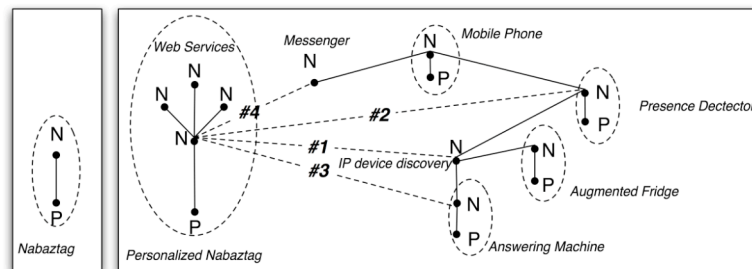 Web Services
Messenger
Mobile Phone
N
N
N
N
N
P
N
#4
#2
N
Presence Dectector
N
P
N
#1
N
N
#3
IP device discovery
P
Augmented Fridge
P
N
P
P
Nabaztag
Personalized Nabaztag
Answering Machine